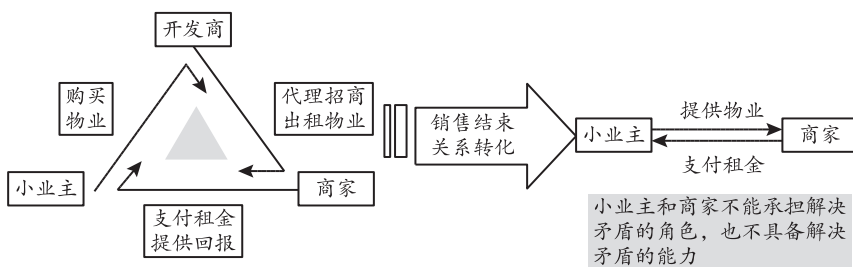 开发商
购买
物业
代理招商
出租物业
小业主
商家
支付租金
提供回报
销售结束
关系转化
小业主
提供物业
支付租金
商家
小业主和商家不能承担解决
矛盾的角色，也不具备解决
矛盾的能力